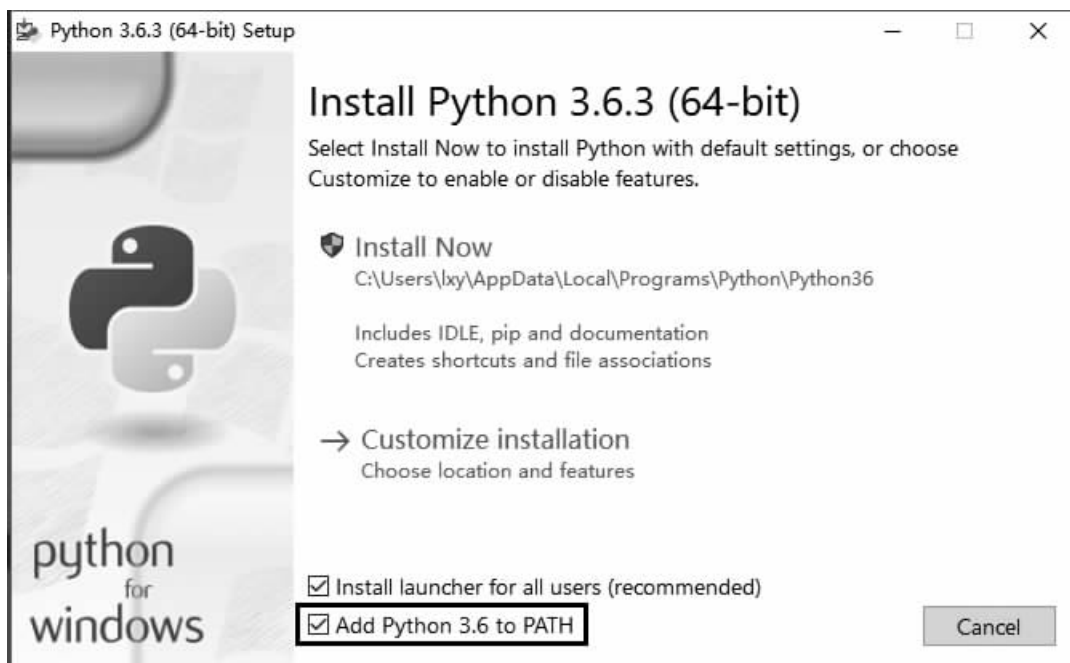 Python 3.6.3 (64-bit) Setup
Install Python 3.6.3 (64-bit)
Select Install Now to install Python with default settings, or choose
Customize to enable or disable features.
Install Now
C:\Users\lxy\AppData\Local\Programs\Python\Python36
Includes IDLE, pip and documentation
Creates shortcuts and file associations
Customize installation
Choose location and features
python
for
windows
Install launcher for all users (recommended)
Add Python 3.6 to PATH
Cancel